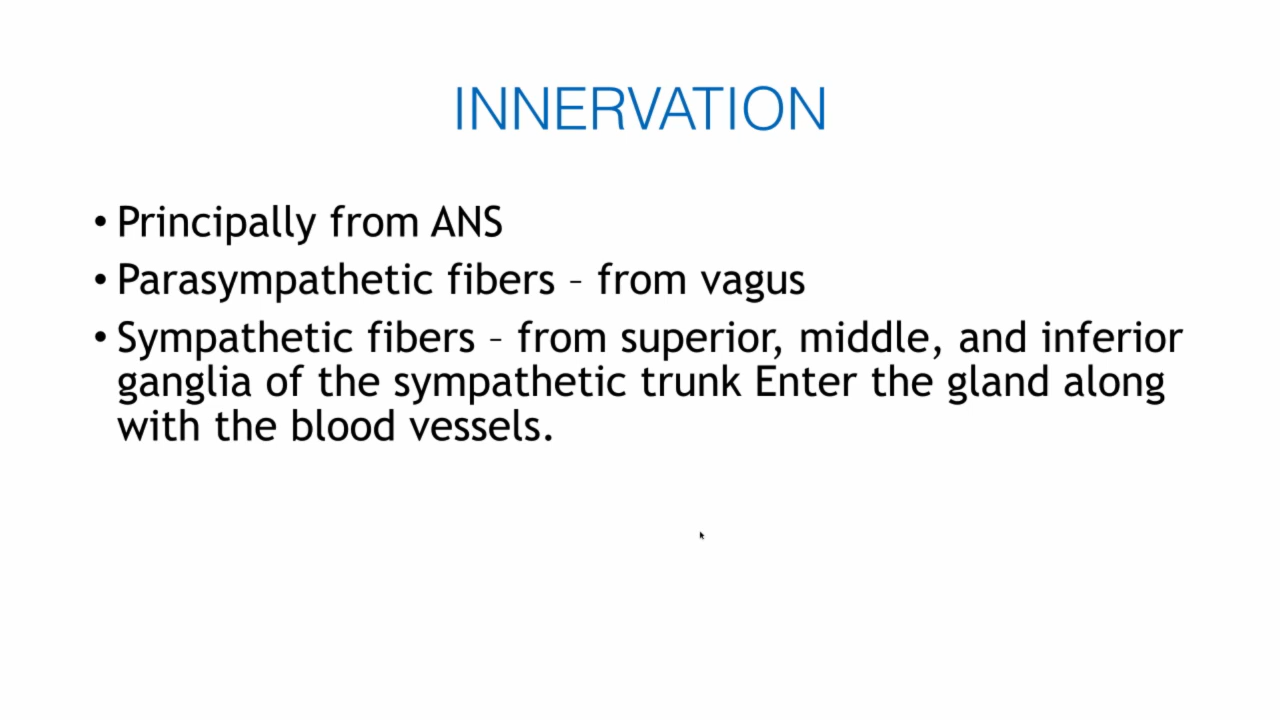 INNERVATION
• Principally from ANS
• Parasympathetic fibers – from vagus
• Sympathetic fibers – from superior, middle, and inferior
ganglia of the sympathetic trunk Enter the gland along
with the blood vessels.